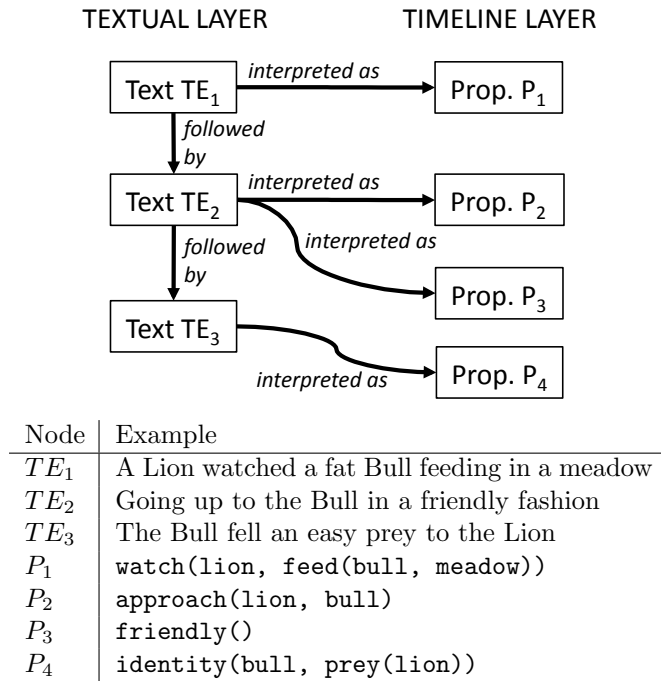 TEXTUAL LAYER TIMELINE LAYER
interpreted as
Text TE₁ Prop. P₁
followed
by
interpreted as
Text TE₂ Prop. P₂
followed
by
interpreted as
Prop. P₃
Text TE₃
interpreted as
Prop. P₄
Node Example
TE₁ A Lion watched a fat Bull feeding in a meadow
TE₂ Going up to the Bull in a friendly fashion
TE₃ The Bull fell an easy prey to the Lion
P₁ watch(lion, feed(bull, meadow))
P₂ approach(lion, bull)
P₃ friendly()
P₄ identity(bull, prey(lion))